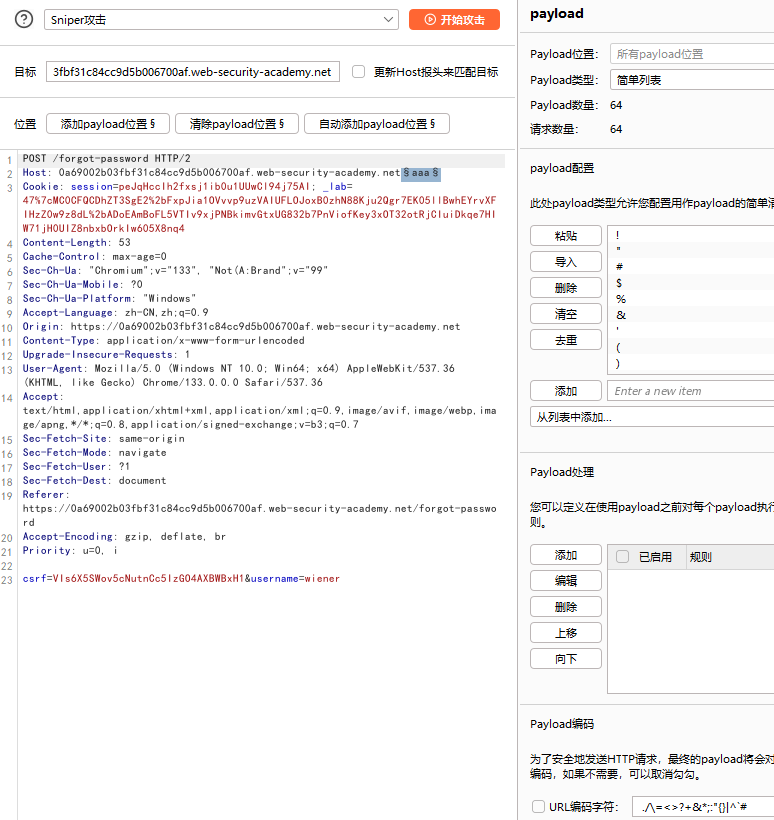 Sniper攻击
开始攻击
目标
3fbf31c84cc9d5b006700af.web-security-academy.net
更新Host报头来匹配目标
位置
添加payload位置 §
清除payload位置 §
自动添加payload位置 §
1 POST /forgot-password HTTP/2
2 Host: 0a69002b03fbf31c84cc9d5b006700af.web-security-academy.net§aaa§
3 Cookie: session=peJqHcclh2fxsj1ib0u1UUwCl94j75Al; _lab=
47%7cMC0CFQCDhZT3SgE2%2bFxpJia1OVvvp9uzVAIUFLOJoxBOzhN88Kju2Qgr7EKO5lIBwhEYrvXF
IHzZ0w9z8dL%2bADoEAmBoFL5VTIv9xjPNBkimvGtxUG832b7PnViofKey3xOT32otRjCIuiDkqe7HI
W71jHOUIZ8nbxbOrkIw605X8nq4
4 Content-Length: 53
5 Cache-Control: max-age=0
6 Sec-Ch-Ua: "Chromium";v="133", "Not(A:Brand";v="99"
7 Sec-Ch-Ua-Mobile: ?0
8 Sec-Ch-Ua-Platform: "Windows"
9 Accept-Language: zh-CN,zh;q=0.9
10 Origin: https://0a69002b03fbf31c84cc9d5b006700af.web-security-academy.net
11 Content-Type: application/x-www-form-urlencoded
12 Upgrade-Insecure-Requests: 1
13 User-Agent: Mozilla/5.0 (Windows NT 10.0; Win64; x64) AppleWebKit/537.36
(KHTML, like Gecko) Chrome/133.0.0.0 Safari/537.36
14 Accept:
text/html,application/xhtml+xml,application/xml;q=0.9,image/avif,image/webp,ima
ge/apng,*/*;q=0.8,application/signed-exchange;v=b3;q=0.7
15 Sec-Fetch-Site: same-origin
16 Sec-Fetch-Mode: navigate
17 Sec-Fetch-User: ?1
18 Sec-Fetch-Dest: document
19 Referer:
https://0a69002b03fbf31c84cc9d5b006700af.web-security-academy.net/forgot-passwo
rd
20 Accept-Encoding: gzip, deflate, br
21 Priority: u=0, i
22
23 csrf=VIs6X5SWov5cNutnCc5IzG04AXBWBxH1&username=wiener
payload
Payload位置: 所有payload位置
Payload类型: 简单列表
Payload数量: 64
请求数量: 64
payload配置
此处payload类型允许您配置用作payload的简单
粘贴
导入
删除
清空
去重
!
"
#
$
%
&
'
(
)
添加
Enter a new item
从列表中添加...
Payload处理
您可以定义在使用payload之前对每个payload执行
则。
添加
编辑
删除
上移
向下
已启用
规则
Payload编码
为了安全地发送HTTP请求，最终的payload将会对
编码，如果不需要，可以取消勾勾。
URL编码字符:
./\=<>?+&*;:"{}|^`#